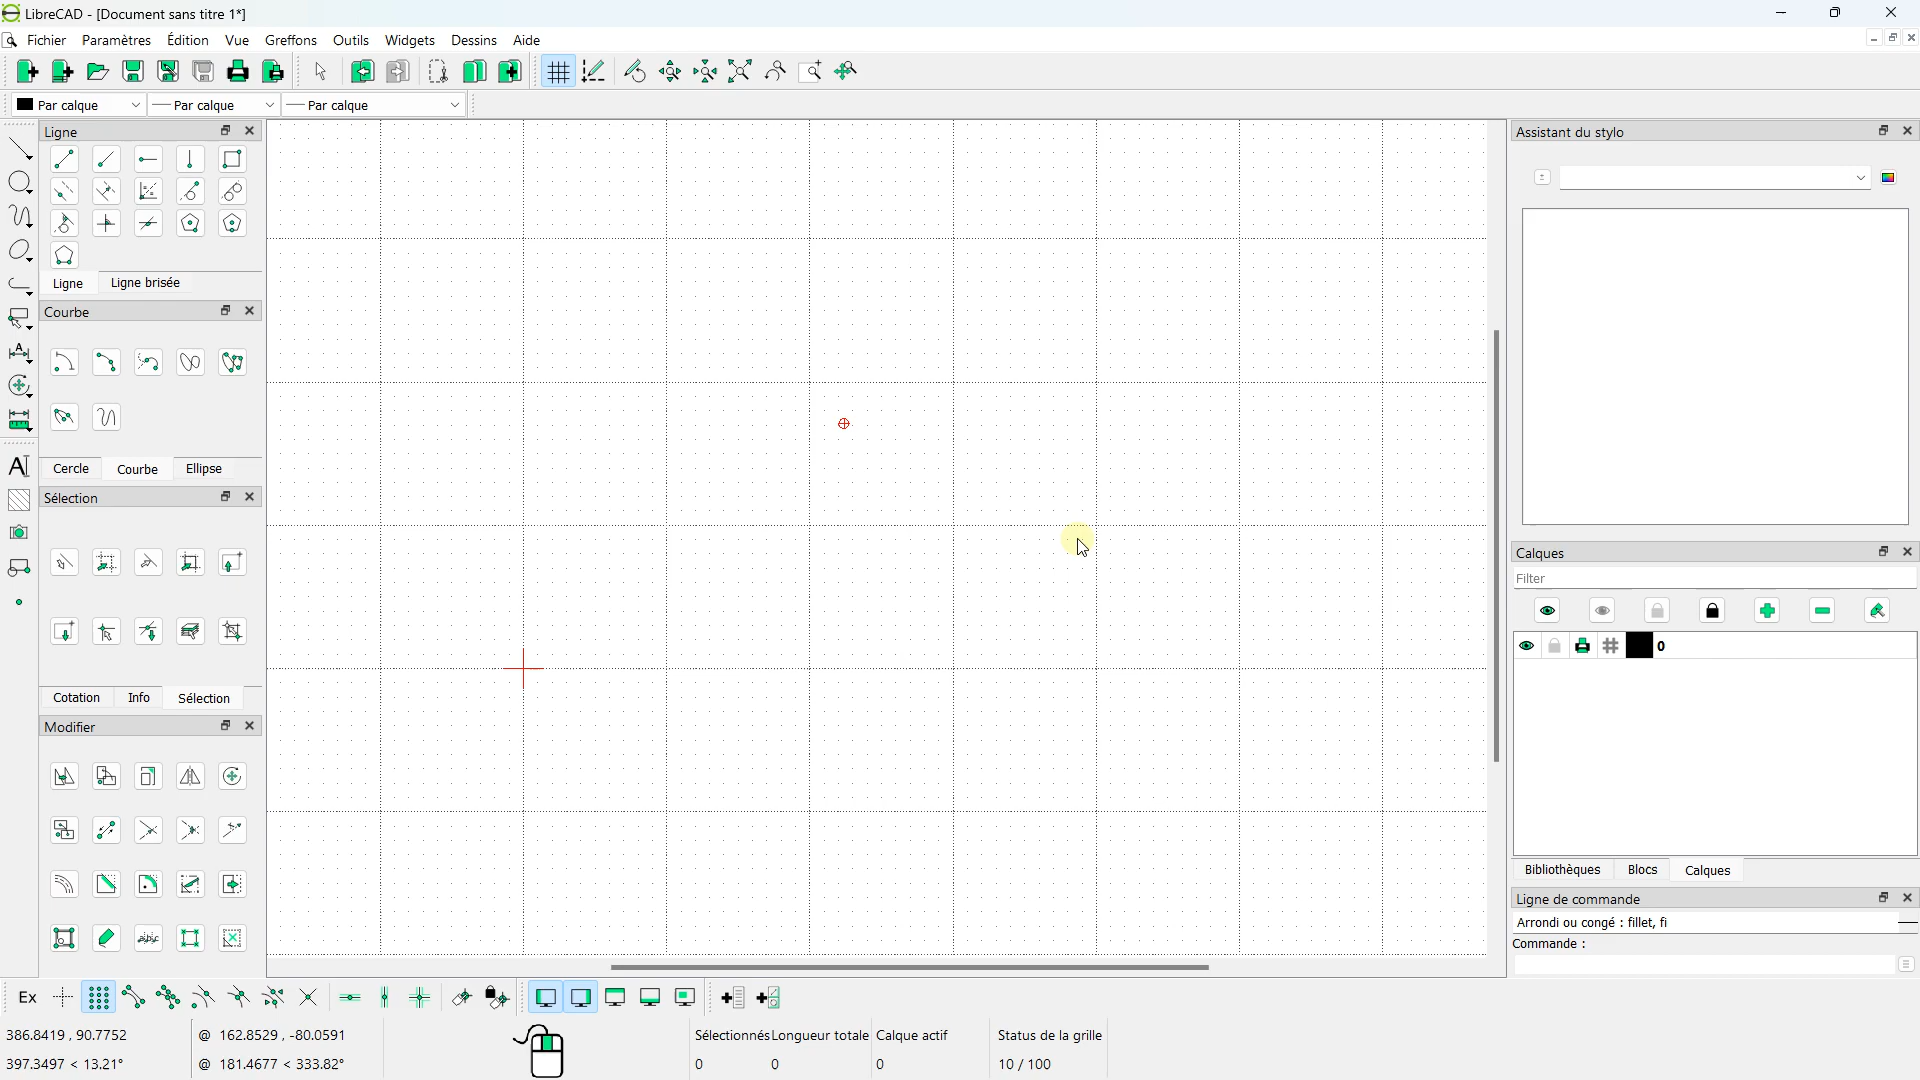 LibreCAD - [Document sans titre 1*]
Fichier Paramètres Édition Vue Greffons Outils Widgets Dessins Aide
Par calque Par calque Par calque
Ligne
Ligne Ligne brisée
Courbe
Cercle Courbe Ellipse
Sélection
Cotation Info Sélection
Modifier
abc
A
A
Assistant du stylo
Calques
Filter
0
Bibliothèques Blocs Calques
Ligne de commande
Arrondi ou congé : fillet, fi
Commande :
Ex
386.8419 , 90.7752 @ 162.8529 , -80.0591
397.3497 < 13.21° @ 181.4677 < 333.82°
Sélectionnés Longueur totale Calque actif Status de la grille
0 0 0 10 / 100